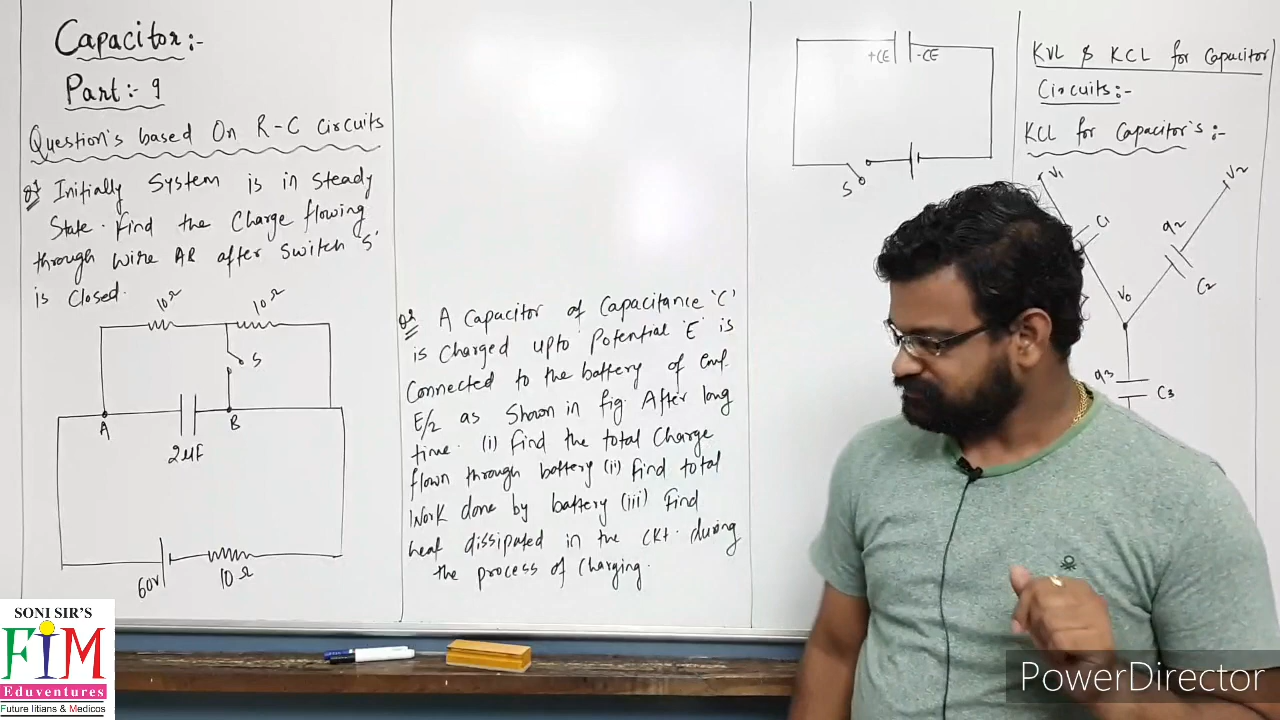 Capacitor:-
Part:- 9
Question's based On R-C Circuits
Q1 Initially System is in Steady
State. Find the Charge flowing
through wire AB after Switch 'S'
is Closed.
10Ω 10Ω
S
A B
2μF
60V 10Ω
Q2 A Capacitor of Capacitance 'C'
is Charged upto Potential 'E' is
Connected to the battery of emf.
E/2 as Shown in fig. After long
time. (i) Find the total Charge
flown through battery (ii) Find total
Work done by battery (iii) Find
heat dissipated in the CKt. during
the process of Charging.
+CE -CE
S
KVL & KCL for Capacitor
Circuits:-
KCL for Capacitor's:-
V1 V2
C1 q2
C2
V0
q3 C3
SONI SIR'S
FIM
Eduventures
Future Iitians & Medicos
PowerDirector